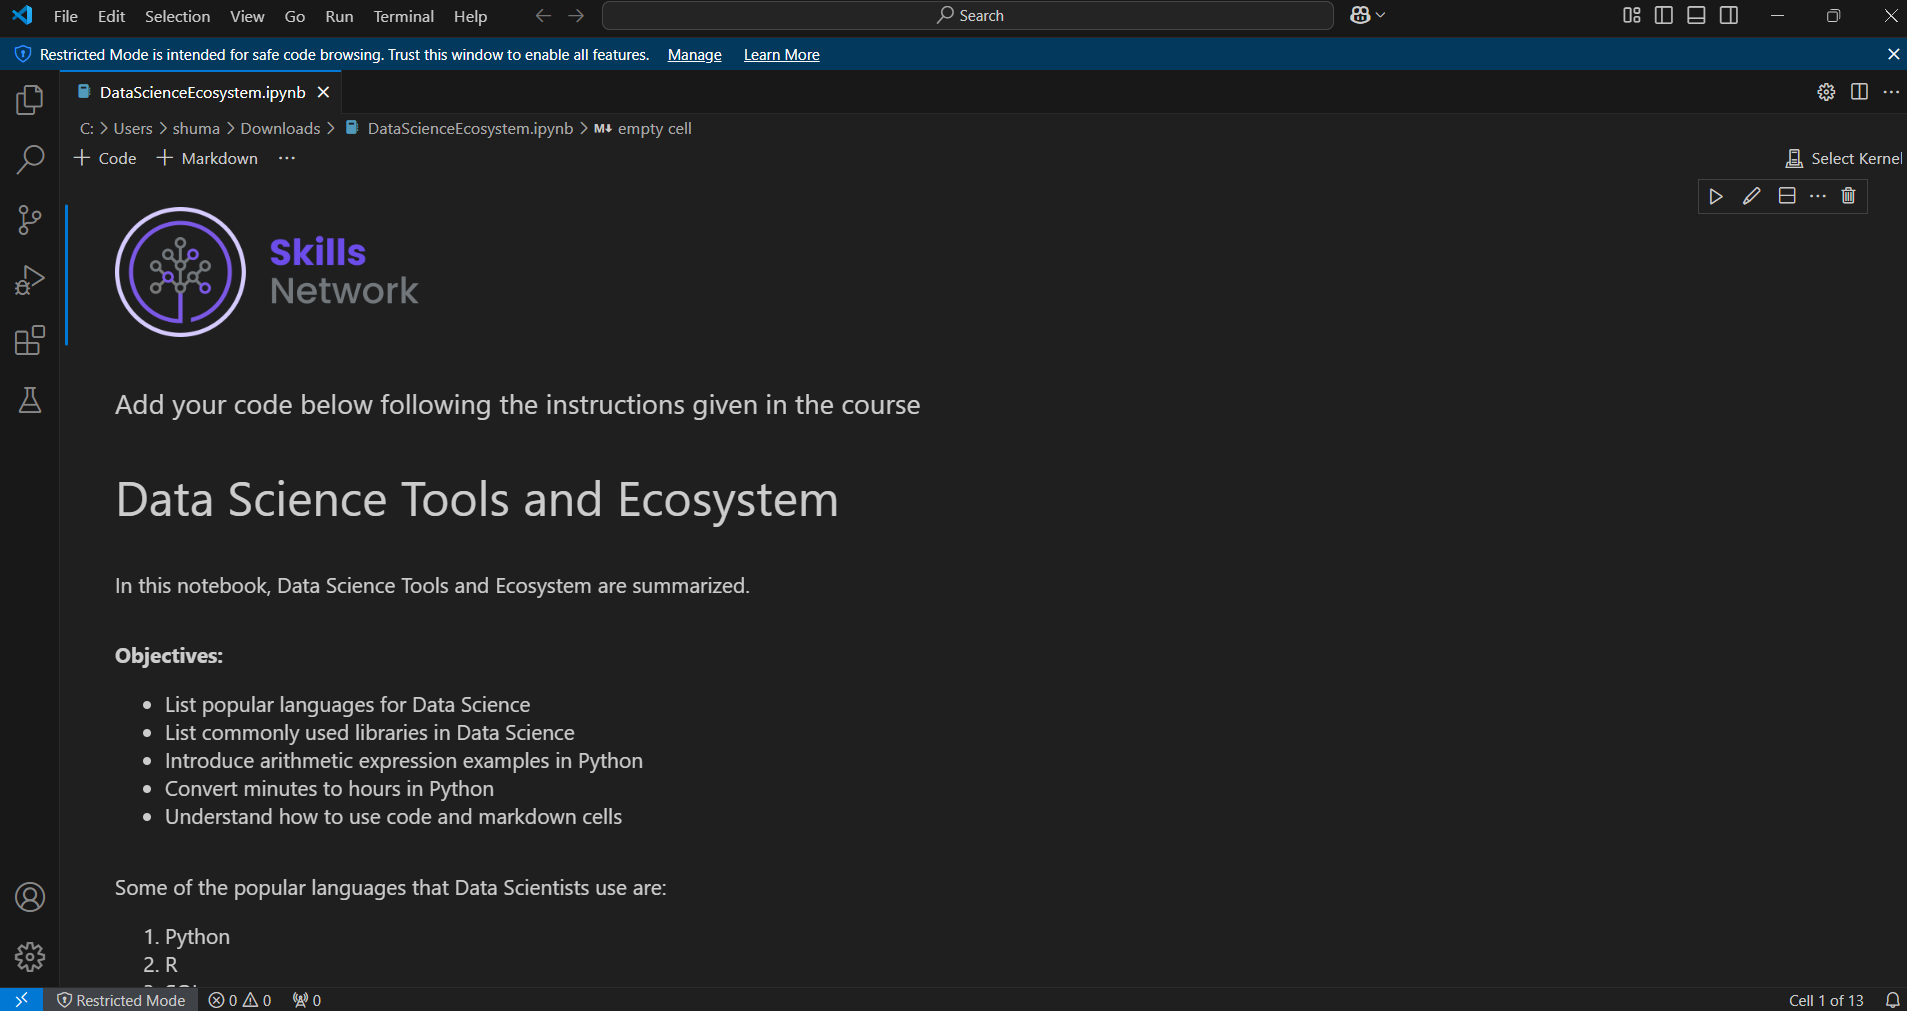 File Edit Selection View Go Run Terminal Help Search
Restricted Mode is intended for safe code browsing. Trust this window to enable all features. Manage Learn More
DataScienceEcosystem.ipynb
C: > Users > shuma > Downloads > DataScienceEcosystem.ipynb > M↓ empty cell
+ Code + Markdown ... Select Kernel
Skills
Network
Add your code below following the instructions given in the course
Data Science Tools and Ecosystem
In this notebook, Data Science Tools and Ecosystem are summarized.
Objectives:
• List popular languages for Data Science
• List commonly used libraries in Data Science
• Introduce arithmetic expression examples in Python
• Convert minutes to hours in Python
• Understand how to use code and markdown cells
Some of the popular languages that Data Scientists use are:
1. Python
2. R
Restricted Mode 0 0 0 Cell 1 of 13